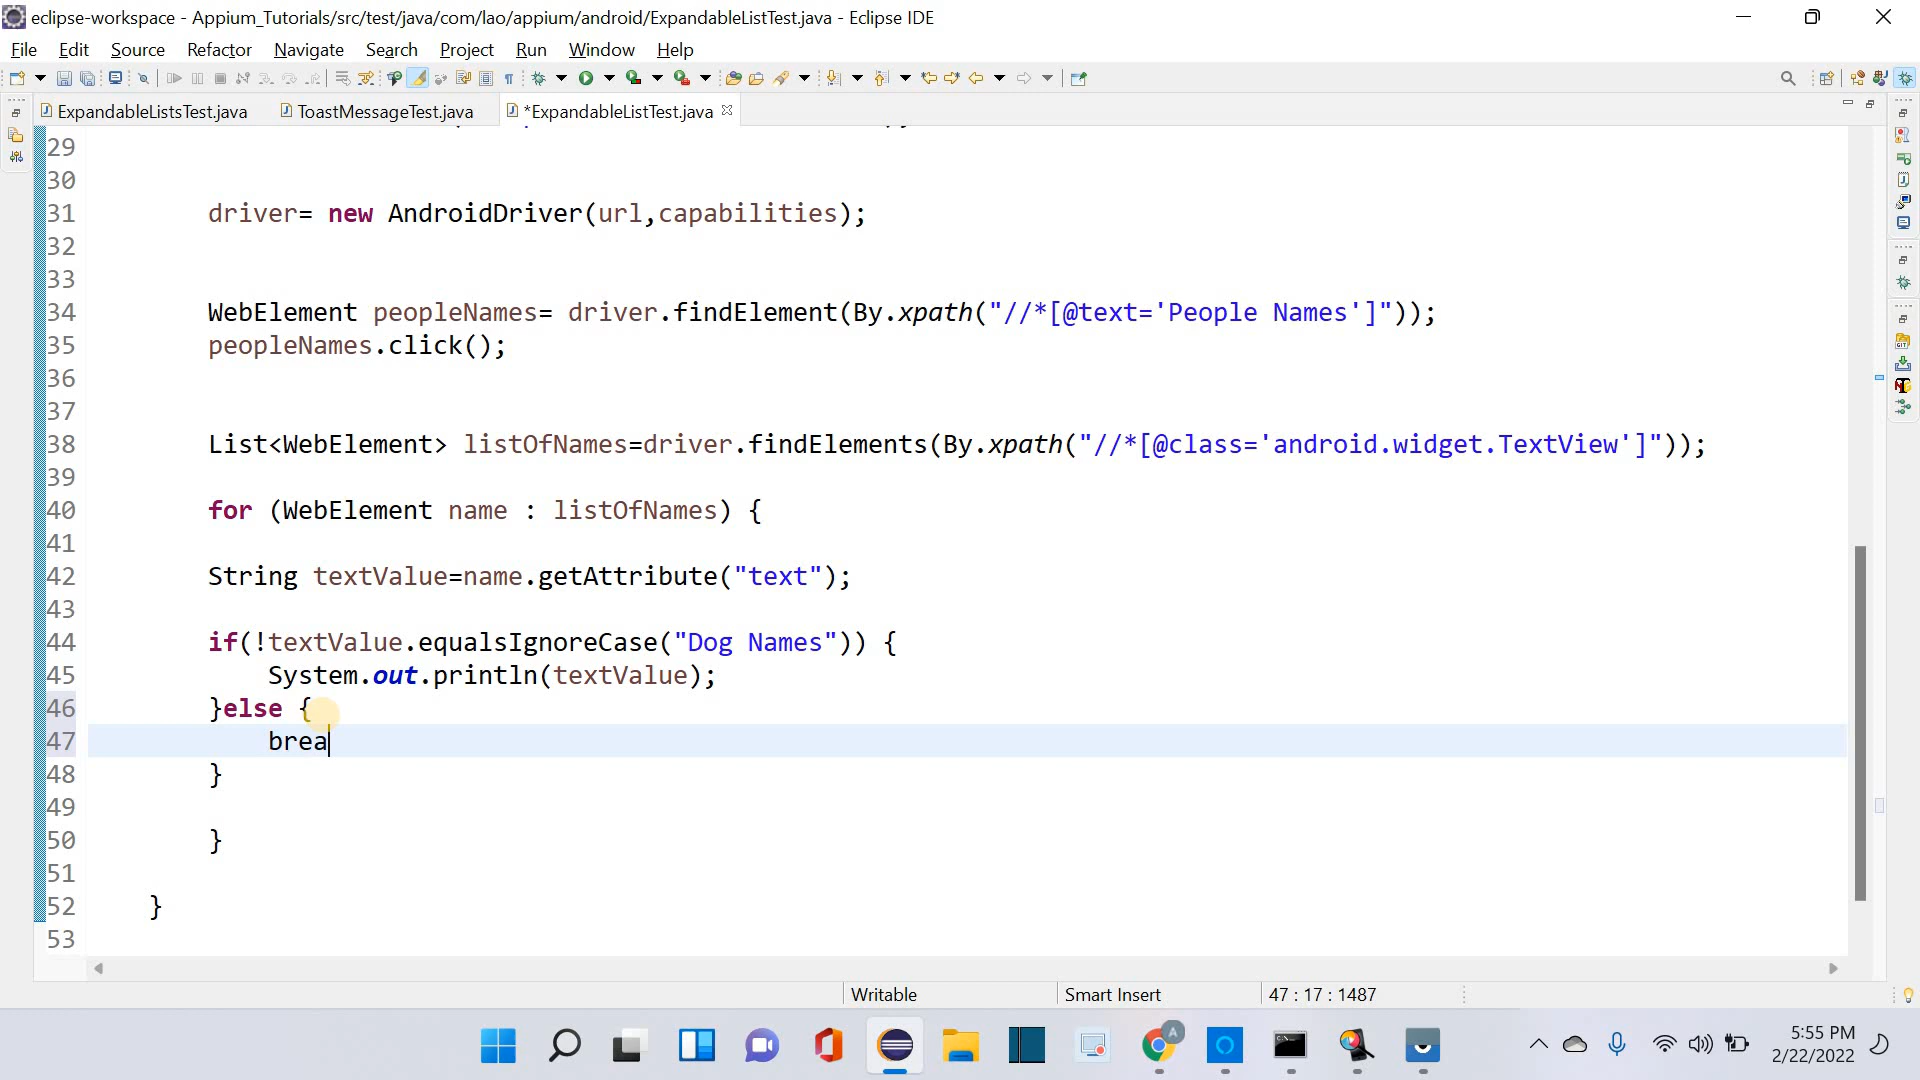 eclipse-workspace - Appium_Tutorials/src/test/java/com/lao/appium/android/ExpandableListTest.java - Eclipse IDE
File Edit Source Refactor Navigate Search Project Run Window Help
ExpandableListsTest.java ToastMessageTest.java *ExpandableListTest.java
29
30
31 driver= new AndroidDriver(url,capabilities);
32
33
34 WebElement peopleNames= driver.findElement(By.xpath("//*[@text='People Names']"));
35 peopleNames.click();
36
37
38 List<WebElement> listOfNames=driver.findElements(By.xpath("//*[@class='android.widget.TextView']"));
39
40 for (WebElement name : listOfNames) {
41
42 String textValue=name.getAttribute("text");
43
44 if(!textValue.equalsIgnoreCase("Dog Names")) {
45 System.out.println(textValue);
46 }else {
47 brea
48 }
49
50 }
51
52 }
53
Writable Smart Insert 47 : 17 : 1487
5:55 PM
2/22/2022